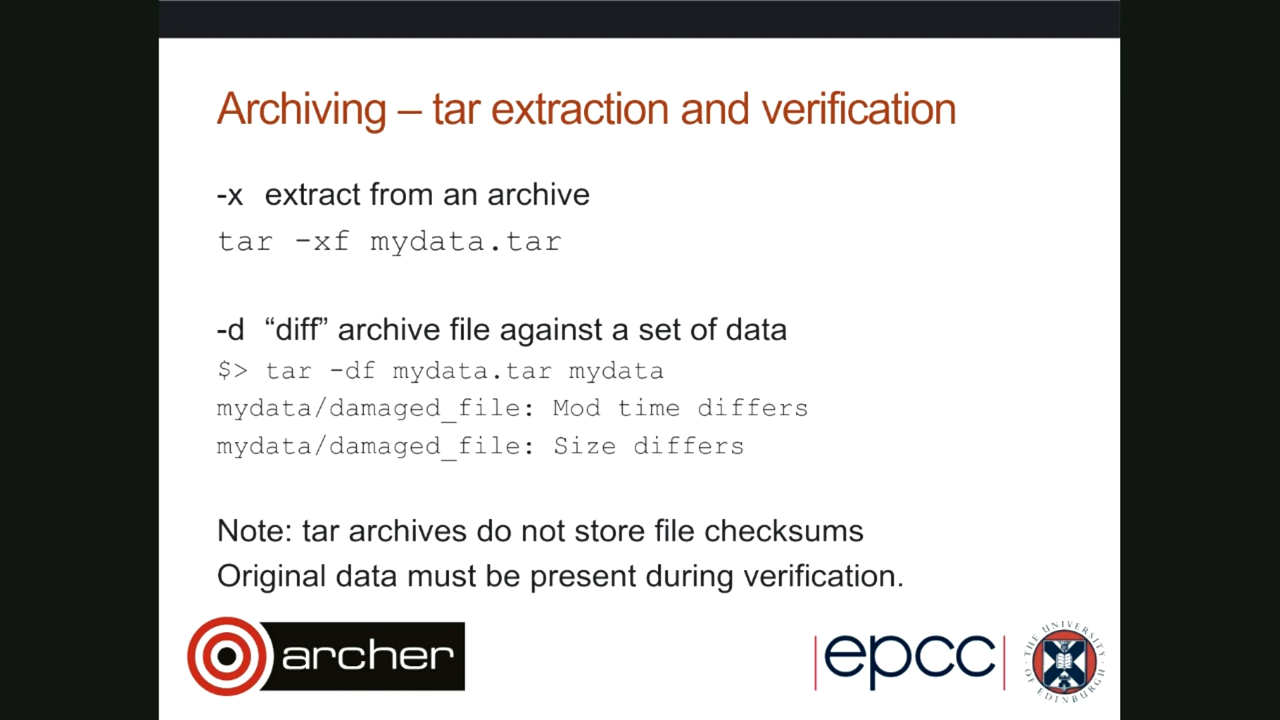 Archiving – tar extraction and verification
-x extract from an archive
tar -xf mydata.tar
-d “diff” archive file against a set of data
$> tar -df mydata.tar mydata
mydata/damaged_file: Mod time differs
mydata/damaged_file: Size differs
Note: tar archives do not store file checksums
Original data must be present during verification.
archer
epcc
THE UNIVERSITY OF EDINBURGH